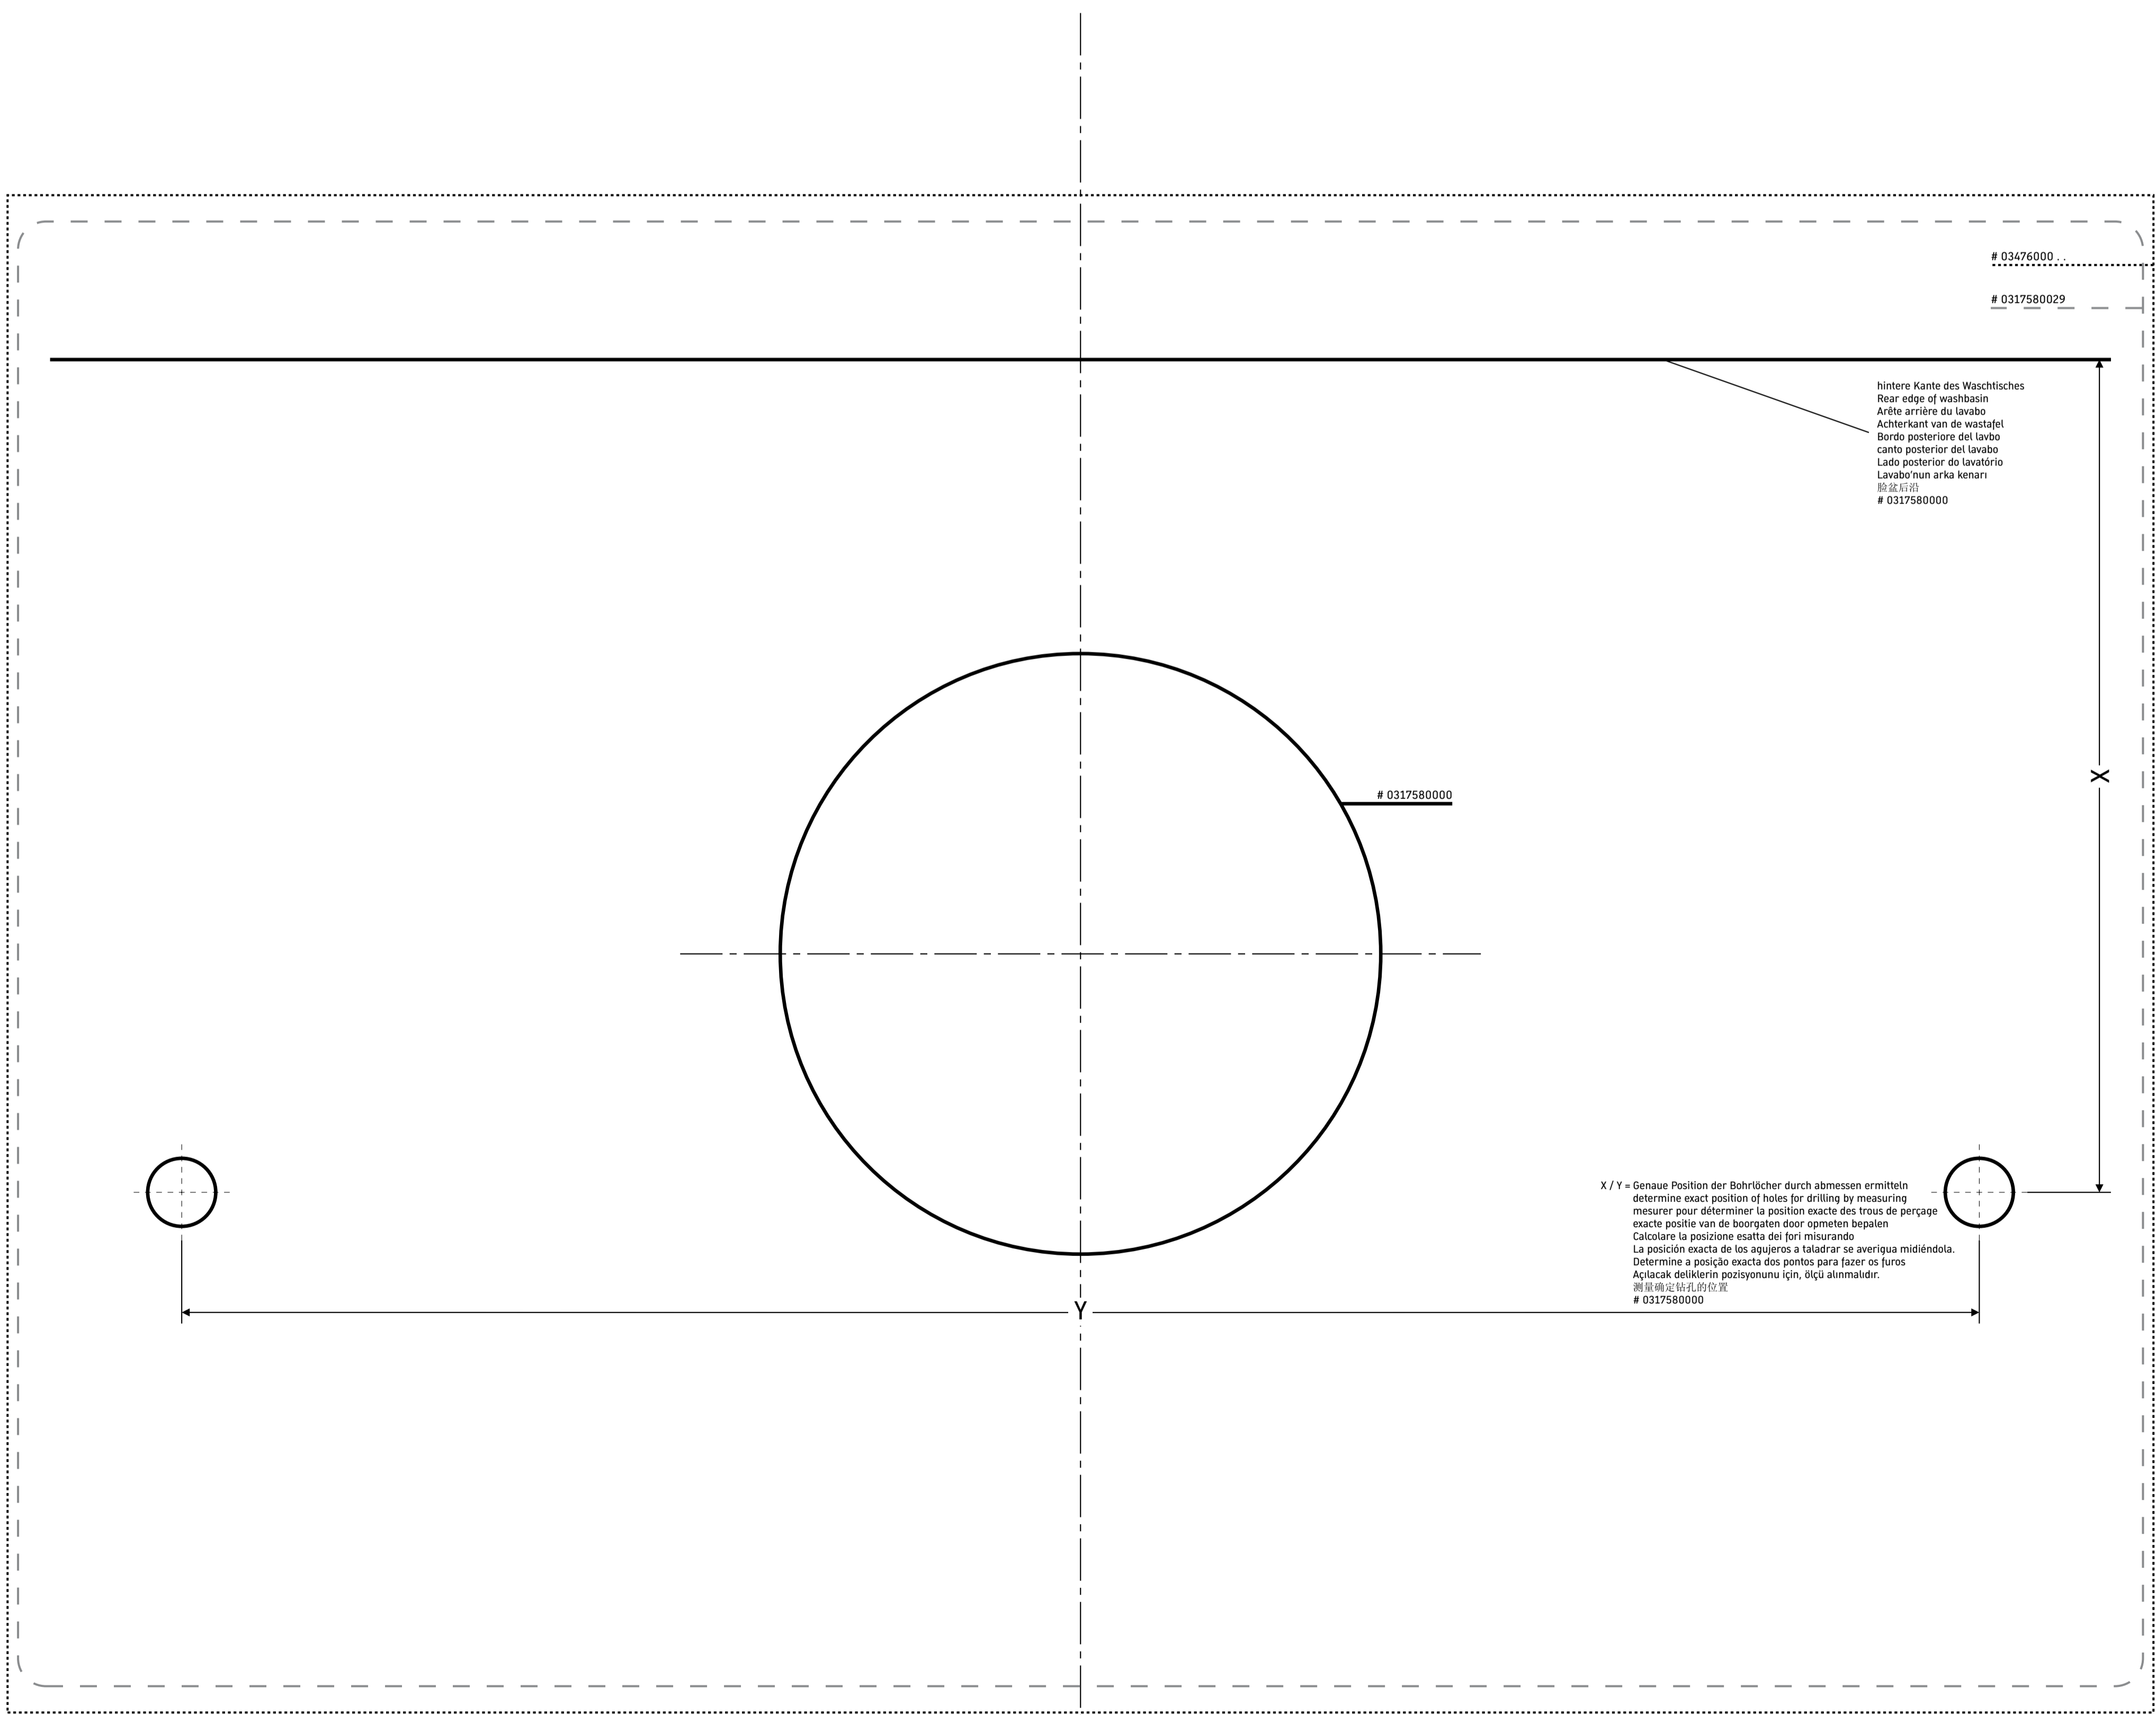 # 03476000 . .
# 0317580029
hintere Kante des Waschtisches
Rear edge of washbasin
Arête arrière du lavabo
Achterkant van de wastafel
Bordo posteriore del lavbo
canto posterior del lavabo
Lado posterior do lavatório
Lavabo'nun arka kenarı
脸盆后沿
# 0317580000
X
# 0317580000
X / Y = Genaue Position der Bohrlöcher durch abmessen ermitteln
determine exact position of holes for drilling by measuring
mesurer pour déterminer la position exacte des trous de perçage
exacte positie van de boorgaten door opmeten bepalen
Calcolare la posizione esatta dei fori misurando
La posición exacta de los agujeros a taladrar se averigua midiéndola.
Determine a posição exacta dos pontos para fazer os furos
Açılacak deliklerin pozisyonunu için, ölçü alınmalıdır.
测量确定钻孔的位置
# 0317580000
Y